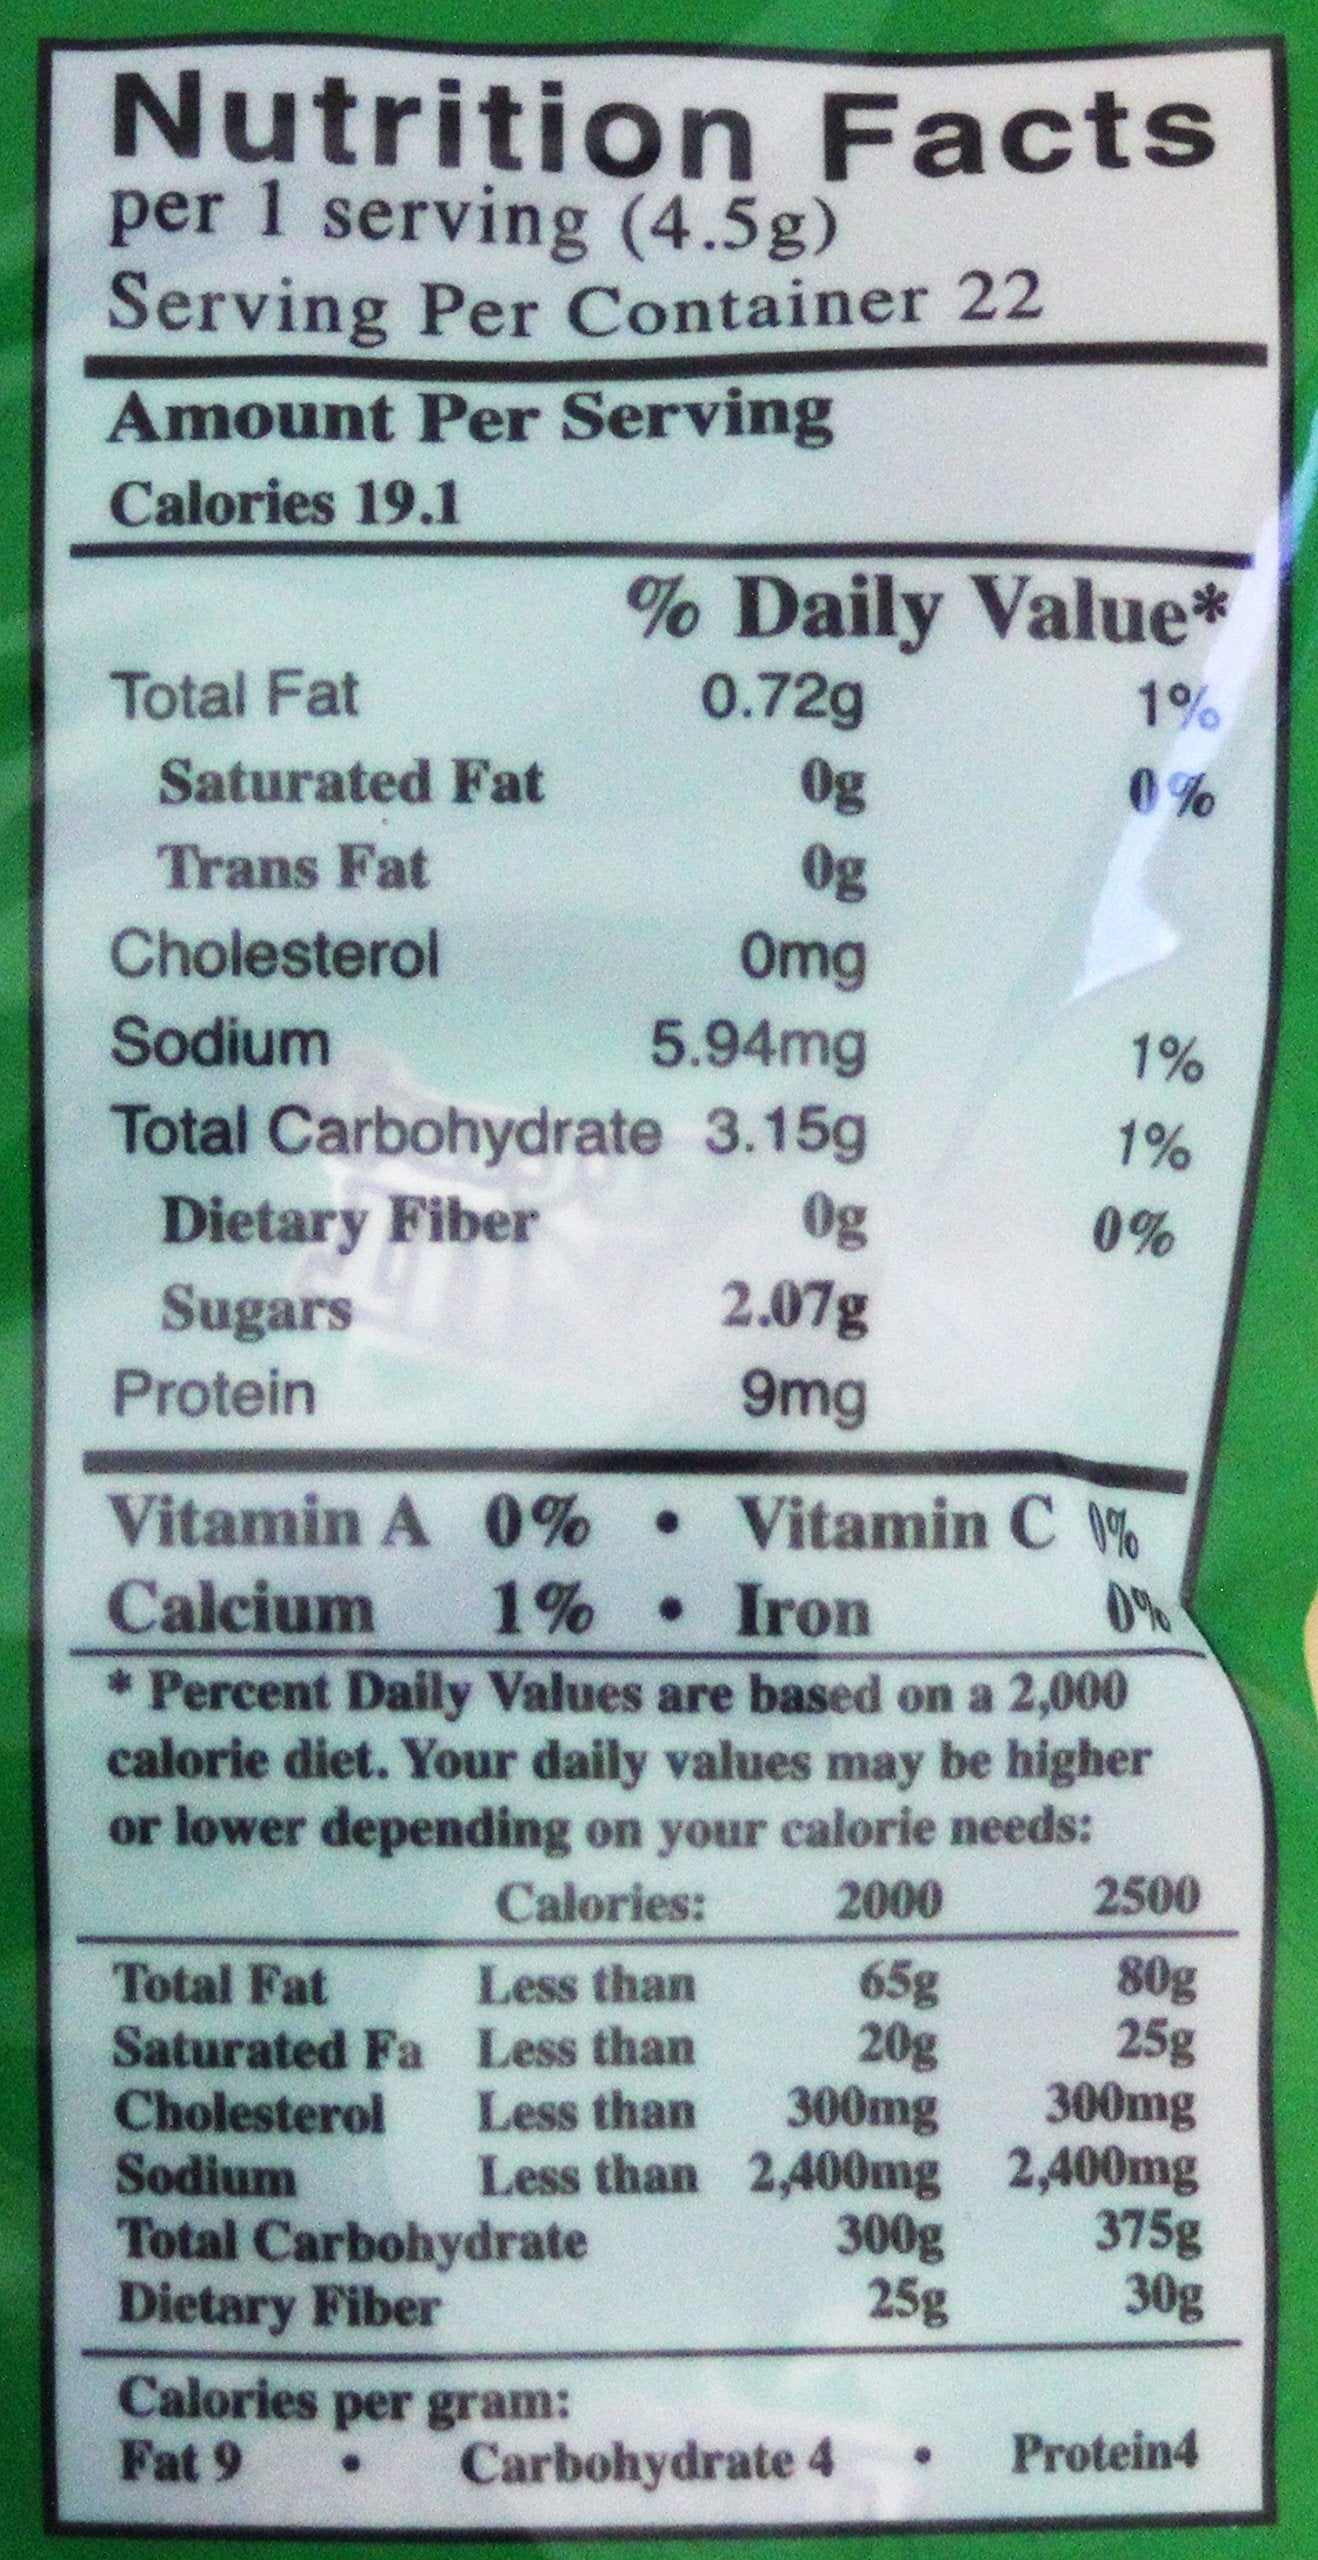 Nutrition Facts
per 1 serving (4.5g)
Serving Per Container 22
Amount Per Serving
Calories 19.1
% Daily Value*
Total Fat 0.72g 1%
Saturated Fat 0g 0%
Trans Fat 0g
Cholesterol 0mg
Sodium 5.94mg 1%
Total Carbohydrate 3.15g 1%
Dietary Fiber 0g 0%
Sugars 2.07g
Protein 9mg
Vitamin A 0% • Vitamin C 0%
Calcium 1% • Iron 0%
* Percent Daily Values are based on a 2,000
calorie diet. Your daily values may be higher
or lower depending on your calorie needs:
Calories: 2000 2500
Total Fat Less than 65g 80g
Saturated Fa Less than 20g 25g
Cholesterol Less than 300mg 300mg
Sodium Less than 2,400mg 2,400mg
Total Carbohydrate 300g 375g
Dietary Fiber 25g 30g
Calories per gram:
Fat 9 • Carbohydrate 4 • Protein4